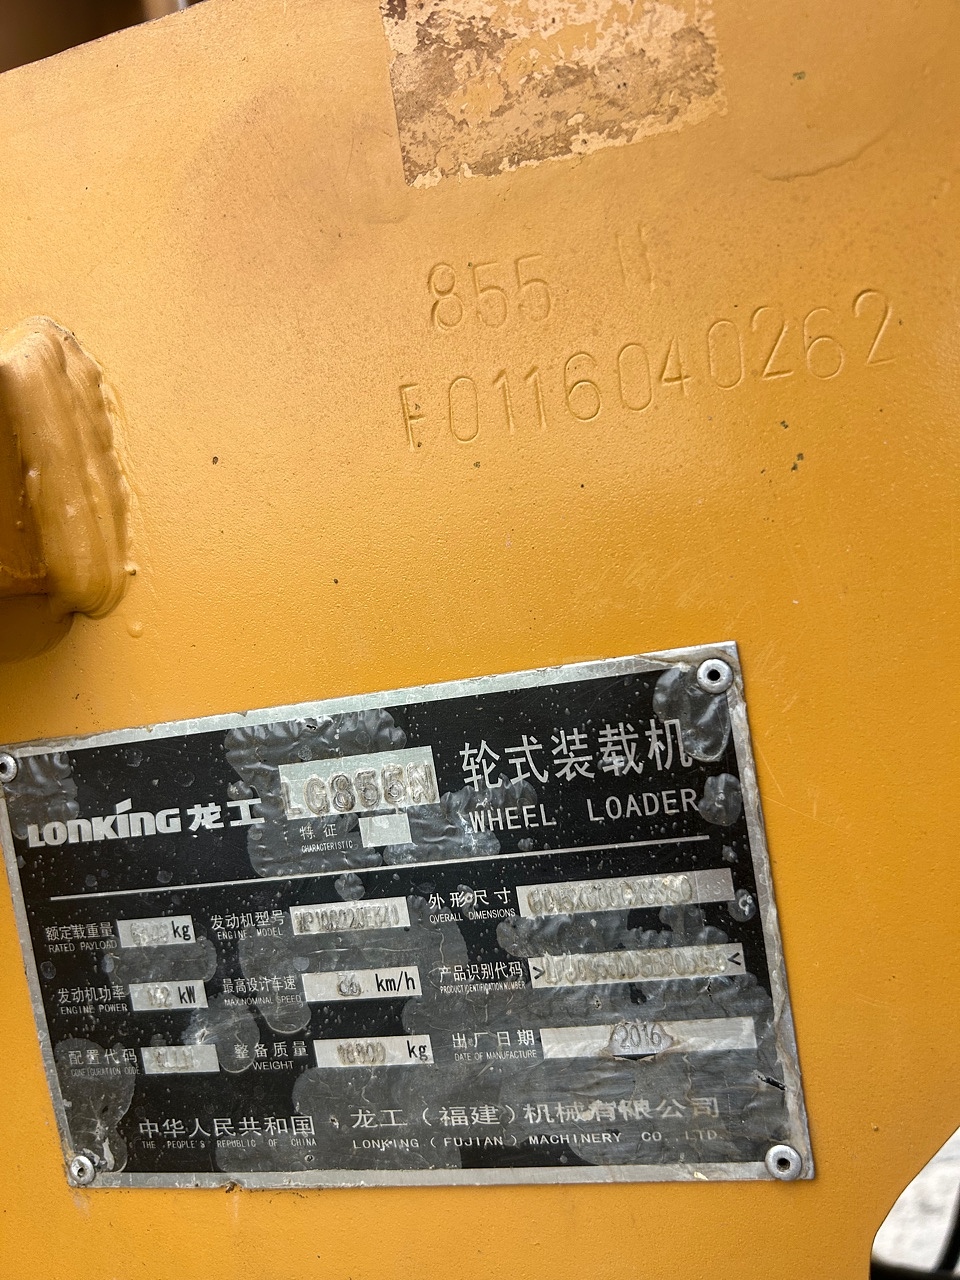 855 N
F0116040262
LONKING 龙工 LG855N 轮式装载机
特征 WHEEL LOADER
CHARACTERISTIC
额定载重量 kg 发动机型号 外形尺寸
RATED PAYLOAD ENGINE MODEL OVERALL DIMENSIONS
发动机功率 162 kW 最高设计车速 km/h 产品识别代码 > <
ENGINE POWER MAX.NOMINAL SPEED PRODUCT IDENTIFICATION NUMBER
配置代码 整备质量 kg 出厂日期 2016
CONFIGURATION CODE WEIGHT DATE OF MANUFACTURE
中华人民共和国 龙工（福建）机械有限公司
THE PEOPLE'S REPUBLIC OF CHINA LONKING (FUJIAN) MACHINERY CO. LTD.